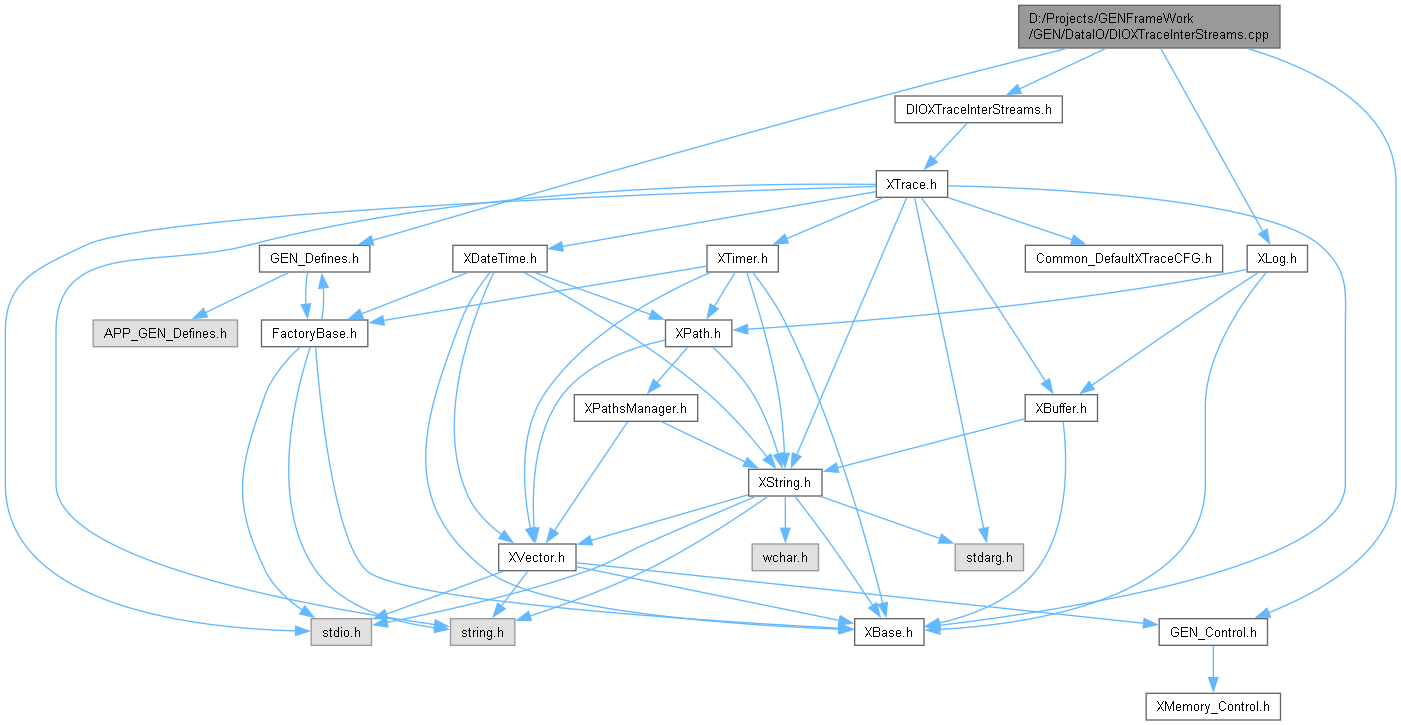 D:/Projects/GENFrameWork
/GEN/DataIO/DIOXTraceInterStreams.cpp
DIOXTraceInterStreams.h
XTrace.h
GEN_Defines.h
XDateTime.h
XTimer.h
Common_DefaultXTraceCFG.h
XLog.h
APP_GEN_Defines.h
FactoryBase.h
XPath.h
XPathsManager.h
XBuffer.h
XString.h
XVector.h
wchar.h
stdarg.h
stdio.h
string.h
XBase.h
GEN_Control.h
XMemory_Control.h